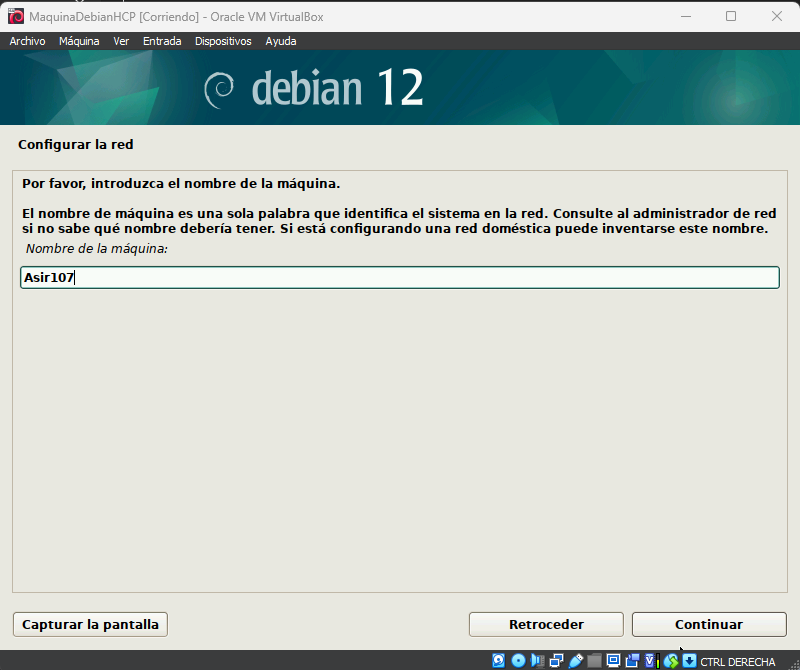 MaquinaDebianHCP [Corriendo] - Oracle VM VirtualBox
Archivo Máquina Ver Entrada Dispositivos Ayuda
debian 12
Configurar la red
Por favor, introduzca el nombre de la máquina.
El nombre de máquina es una sola palabra que identifica el sistema en la red. Consulte al administrador de red
si no sabe qué nombre debería tener. Si está configurando una red doméstica puede inventarse este nombre.
Nombre de la máquina:
Asir107
Capturar la pantalla
Retroceder
Continuar
CTRL DERECHA